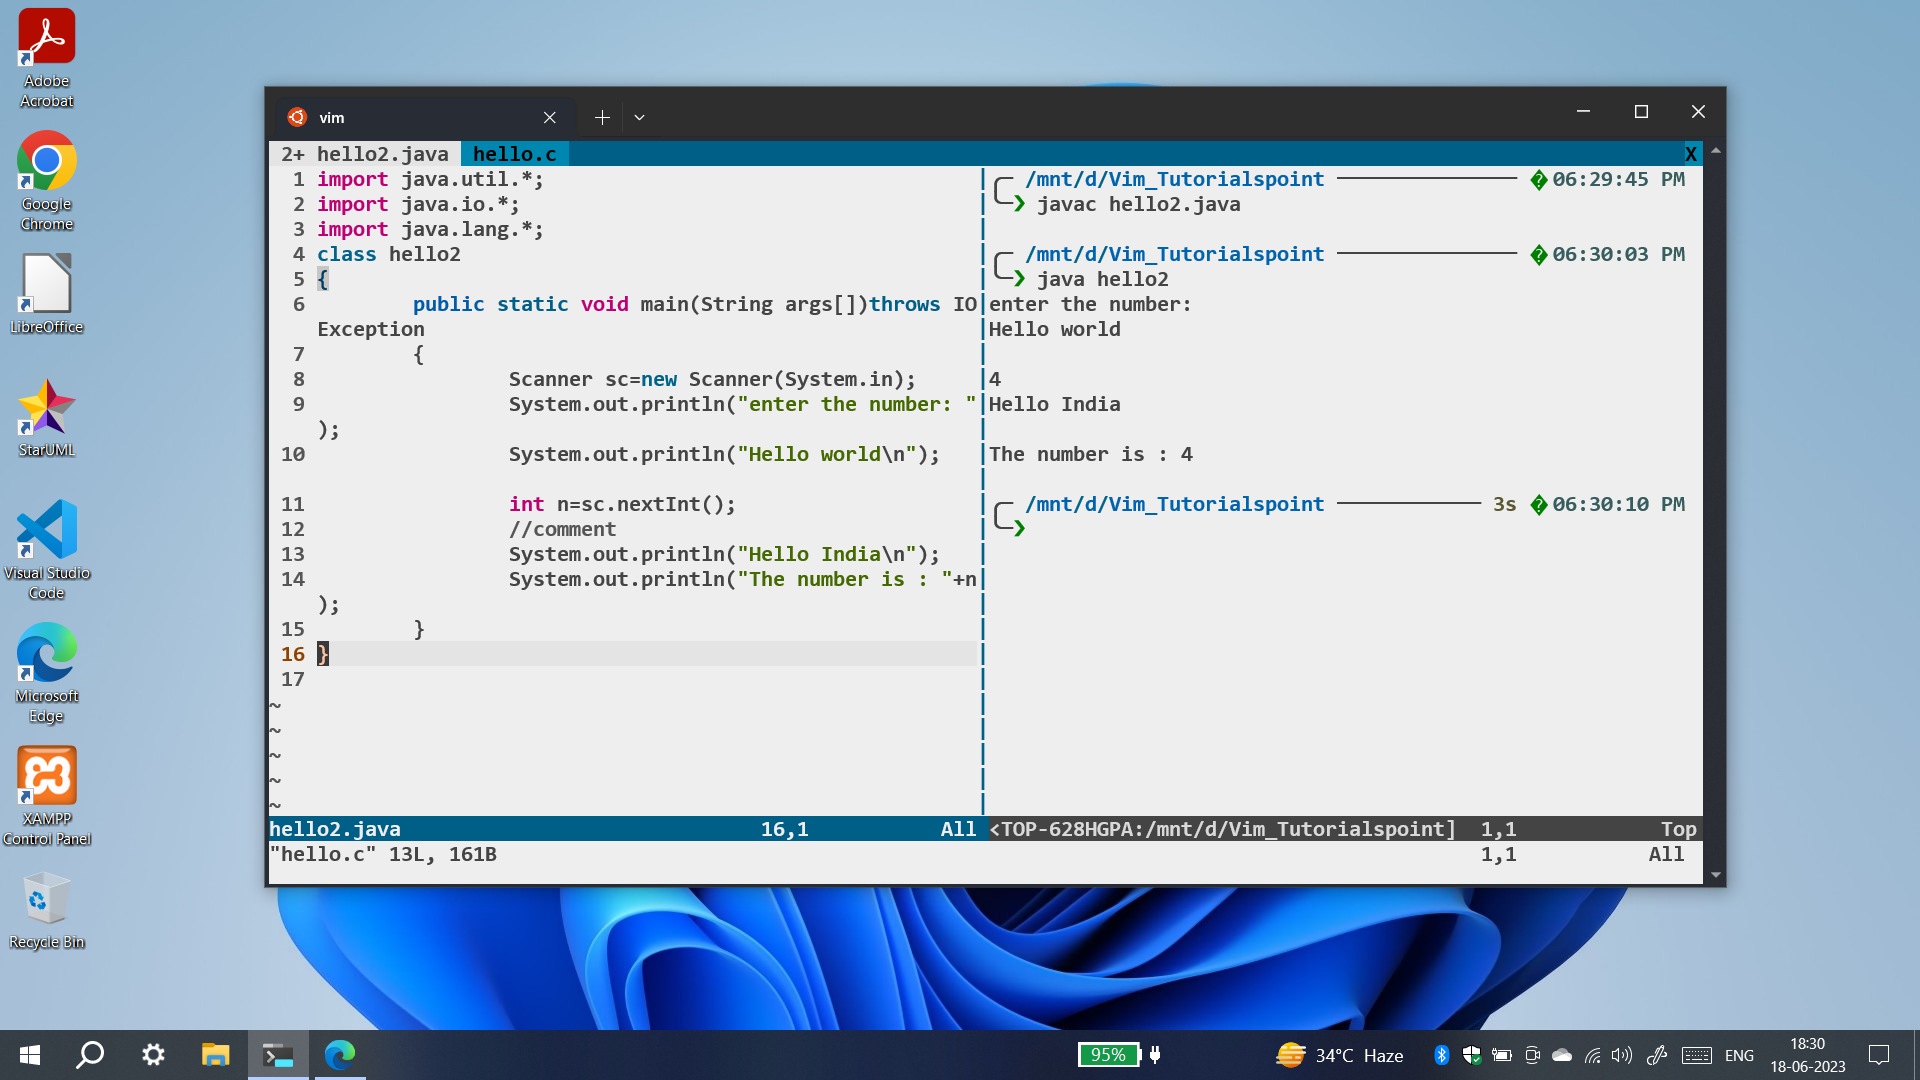 Adobe
Acrobat
Google
Chrome
LibreOffice
StarUML
Visual Studio
Code
Microsoft
Edge
XAMPP
Control Panel
Recycle Bin
vim
2+ hello2.java hello.c X
1 import java.util.*;
2 import java.io.*;
3 import java.lang.*;
4 class hello2
5 {
6 public static void main(String args[])throws IO
Exception
7 {
8 Scanner sc=new Scanner(System.in);
9 System.out.println("enter the number: "
);
10 System.out.println("Hello world\n");
11 int n=sc.nextInt();
12 //comment
13 System.out.println("Hello India\n");
14 System.out.println("The number is : "+n
);
15 }
16 }
17
~
~
~
~
~
/mnt/d/Vim_Tutorialspoint 06:29:45 PM
❯ javac hello2.java
/mnt/d/Vim_Tutorialspoint 06:30:03 PM
❯ java hello2
enter the number:
Hello world
4
Hello India
The number is : 4
/mnt/d/Vim_Tutorialspoint 3s 06:30:10 PM
❯
hello2.java 16,1 All <TOP-628HGPA:/mnt/d/Vim_Tutorialspoint] 1,1 Top
"hello.c" 13L, 161B 1,1 All
95%
34°C Haze
ENG
18:30
18-06-2023